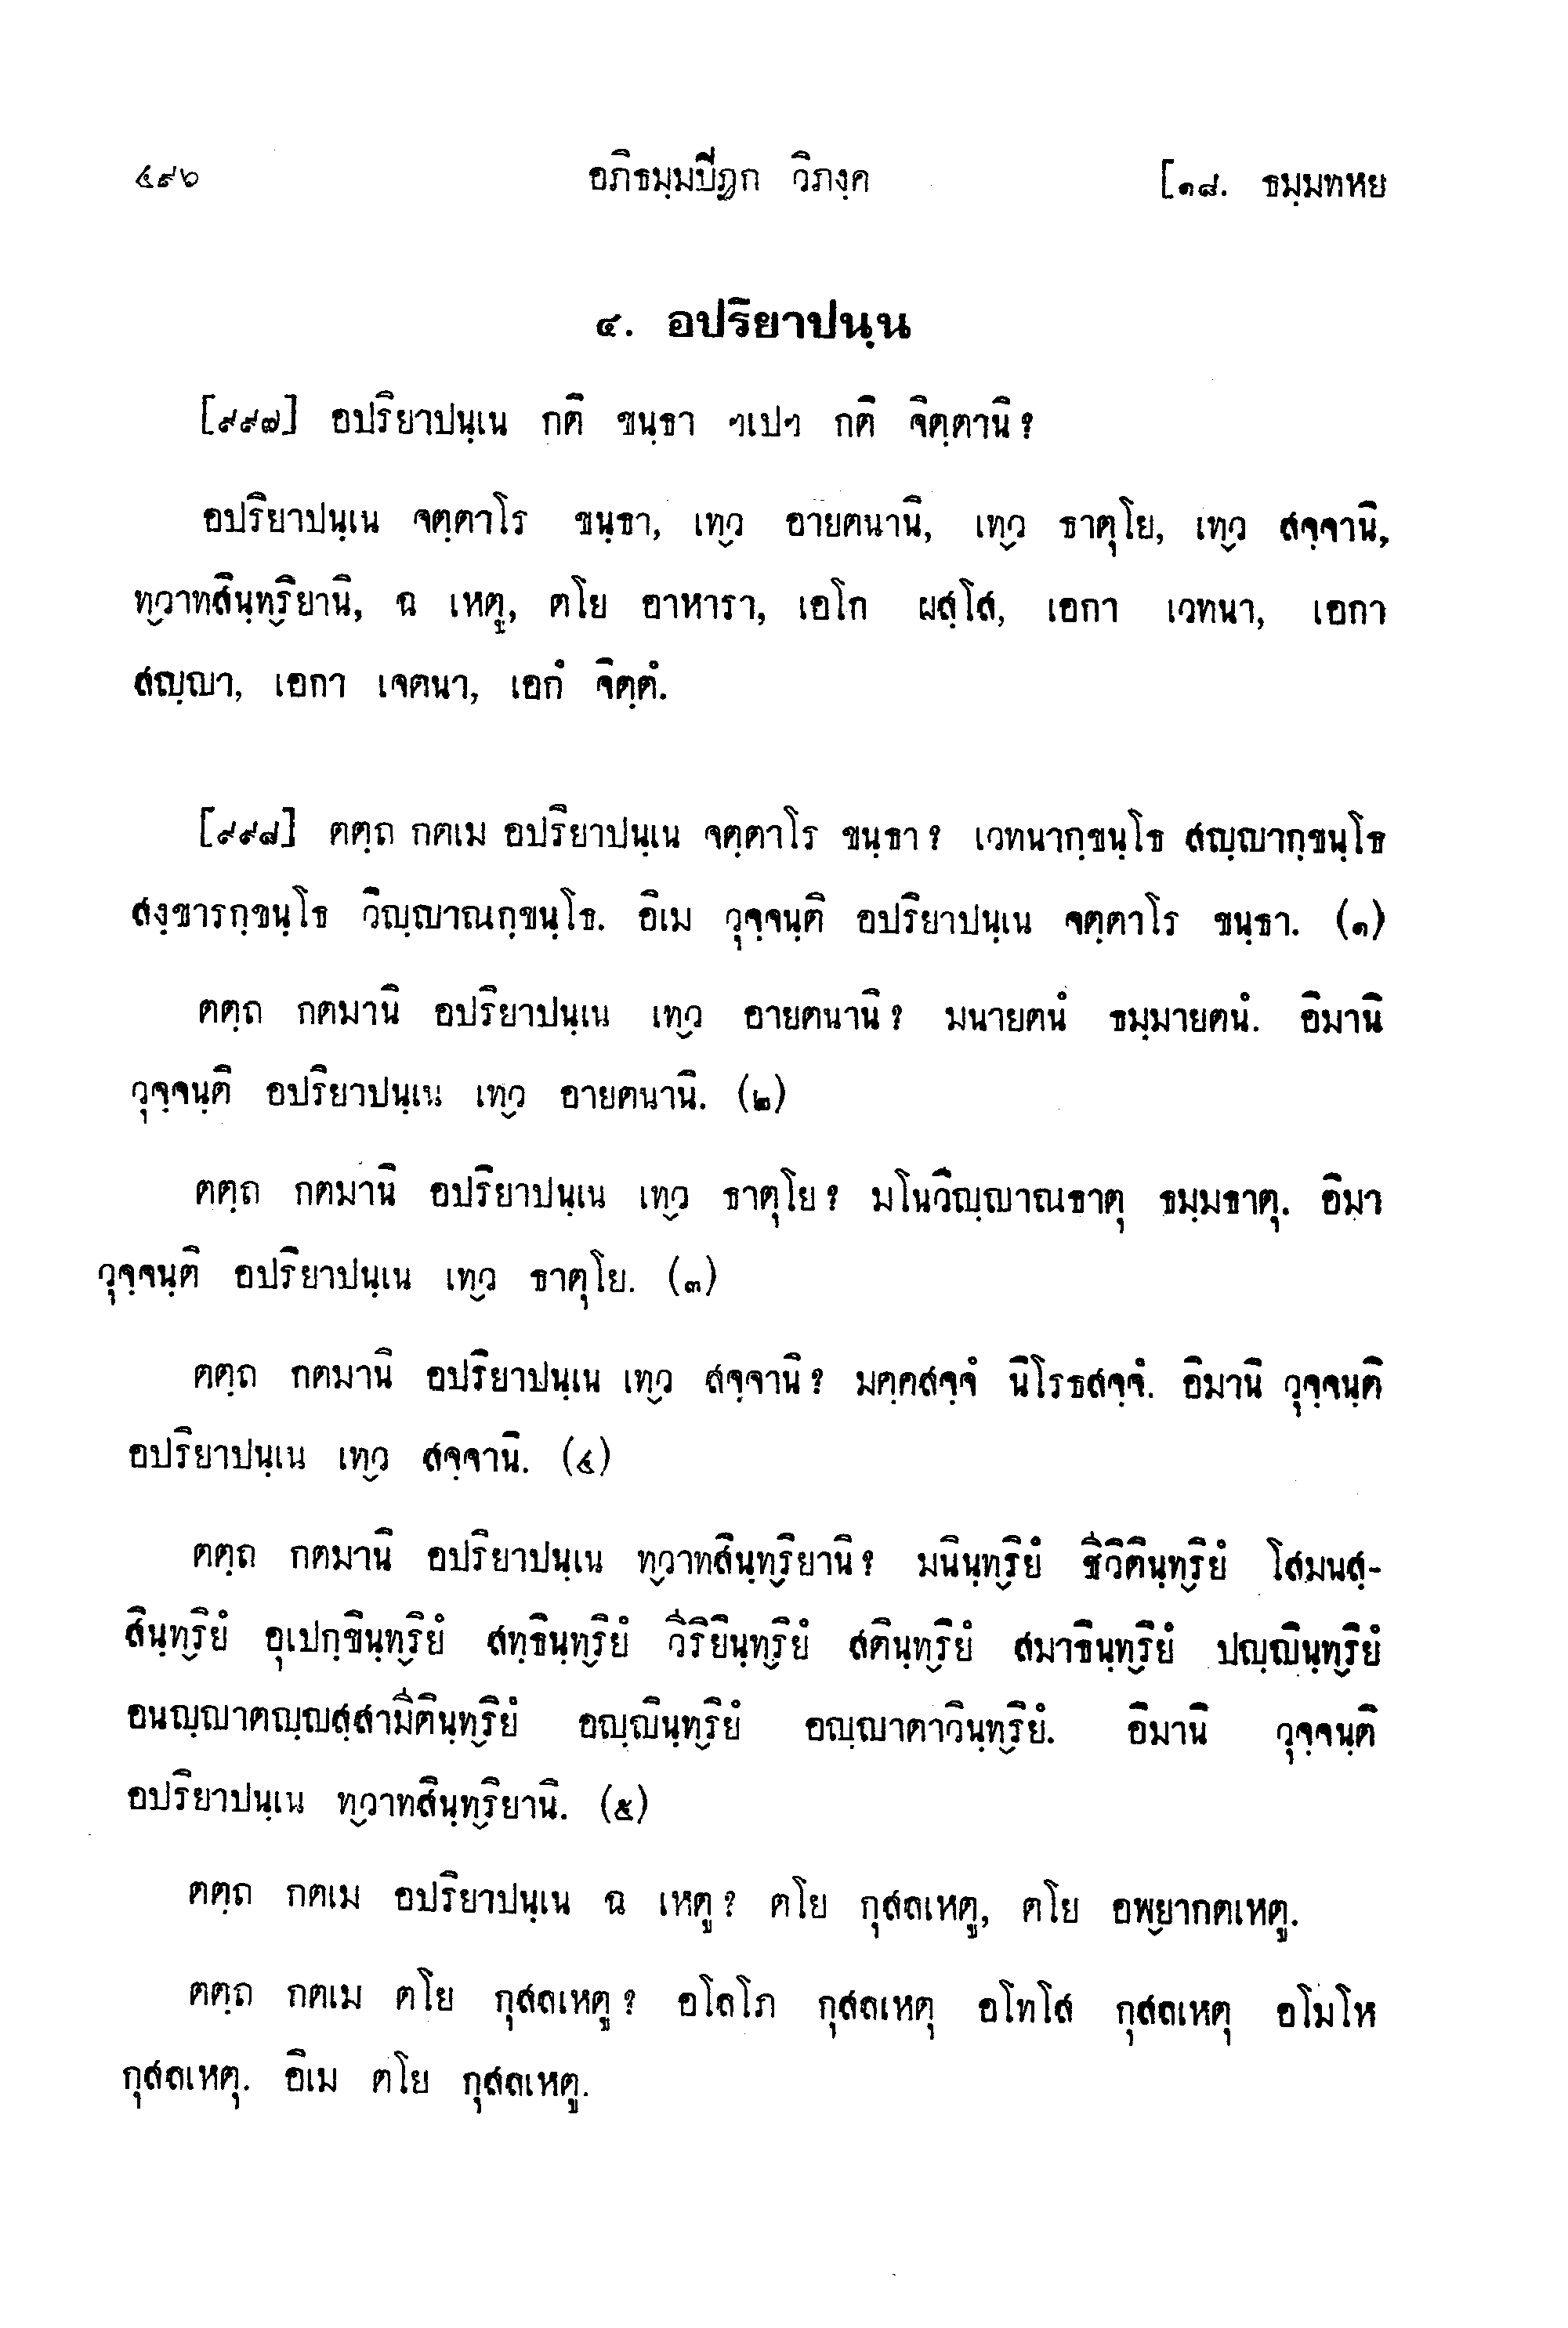 ๔๙๖ อภิธมฺมปิฏก วิภงฺค [๑๘. ธมฺมหทย
๔. อปริยาปนฺน
[๙๙๗] อปริยาปนฺเน กติ ขนฺธา ฯเปฯ กติ จิตฺตานิ ?
อปริยาปนฺเน จตฺตาโร ขนฺธา, เทฺว อายตนานิ, เทฺว ธาตุโย, เทฺว สจฺจานิ,
ทฺวาทสินฺทฺริยานิ, ฉ เหตู, ตโย อาหารา, เอโก ผสฺโส, เอกา เวทนา, เอกา
สญฺญา, เอกา เจตนา, เอกํ จิตฺตํ.
[๙๙๘] ตตฺถ กตเม อปริยาปนฺเน จตฺตาโร ขนฺธา ? เวทนากฺขนฺโธ สญฺญากฺขนฺโธ
สงฺขารกฺขนฺโธ วิญฺญาณกฺขนฺโธ. อิเม วุจฺจนฺติ อปริยาปนฺเน จตฺตาโร ขนฺธา. (๑)
ตตฺถ กตมานิ อปริยาปนฺเน เทฺว อายตนานิ ? มนายตนํ ธมฺมายตนํ. อิมานิ
วุจฺจนฺติ อปริยาปนฺเน เทฺว อายตนานิ. (๒)
ตตฺถ กตมานิ อปริยาปนฺเน เทฺว ธาตุโย ? มโนวิญฺญาณธาตุ ธมฺมธาตุ. อิมา
วุจฺจนฺติ อปริยาปนฺเน เทฺว ธาตุโย. (๓)
ตตฺถ กตมานิ อปริยาปนฺเน เทฺว สจฺจานิ ? มคฺคสจฺจํ นิโรธสจฺจํ. อิมานิ วุจฺจนฺติ
อปริยาปนฺเน เทฺว สจฺจานิ. (๔)
ตตฺถ กตมานิ อปริยาปนฺเน ทฺวาทสินฺทฺริยานิ ? มนินฺทฺริยํ ชีวิตินฺทฺริยํ โสมนสฺ-
สินฺทฺริยํ อุเปกฺขินฺทฺริยํ สทฺธินฺทฺริยํ วีริยินฺทฺริยํ สตินฺทฺริยํ สมาธินฺทฺริยํ ปญฺญินฺทฺริยํ
อนญฺญาตญฺญสฺสามีตินฺทฺริยํ อญฺญินฺทฺริยํ อญฺญาตาวินฺทฺริยํ. อิมานิ วุจฺจนฺติ
อปริยาปนฺเน ทฺวาทสินฺทฺริยานิ. (๕)
ตตฺถ กตเม อปริยาปนฺเน ฉ เหตู ? ตโย กุสลเหตู, ตโย อพฺยากตเหตู.
ตตฺถ กตเม ตโย กุสลเหตู ? อโลโภ กุสลเหตุ อโทโส กุสลเหตุ อโมโห
กุสลเหตุ. อิเม ตโย กุสลเหตู.